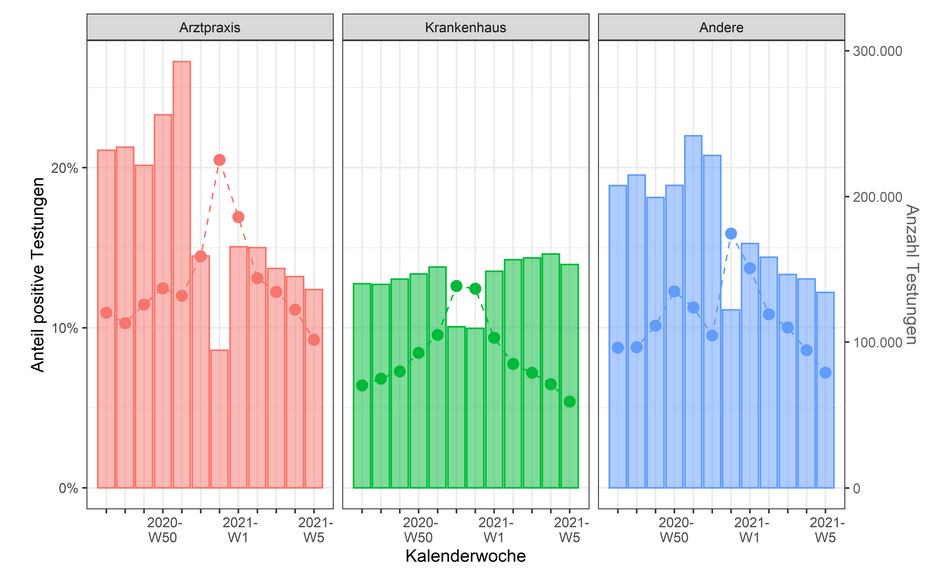 Arztpraxis
Krankenhaus
Andere
Anteil positive Testungen
20%
10%
0%
300.000
200.000
100.000
0
Anzahl Testungen
2020-
W50
2021-
W1
2021-
W5
2020-
W50
2021-
W1
2021-
W5
2020-
W50
2021-
W1
2021-
W5
Kalenderwoche